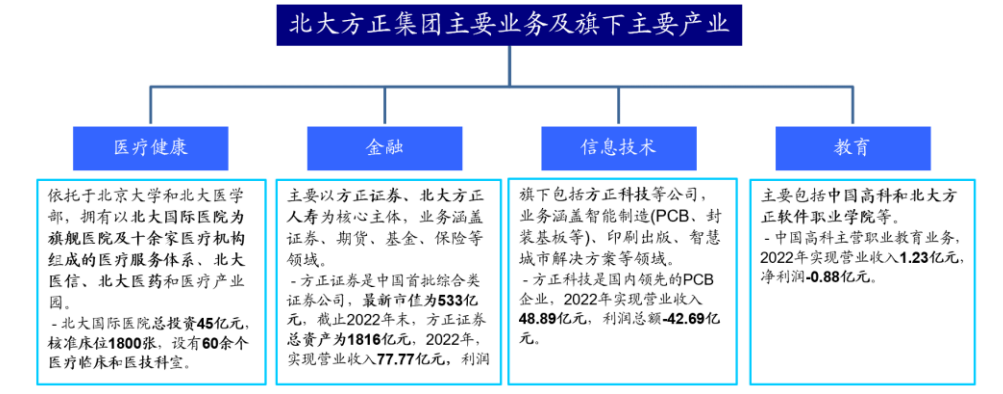 北大方正集团主要业务及旗下主要产业
医疗健康
依托于北京大学和北大医学
部，拥有以北大国际医院为
旗舰医院及十余家医疗机构
组成的医疗服务体系、北大
医信、北大医药和医疗产业
园。
- 北大国际医院总投资45亿元，
核准床位1800张，设有60余个
医疗临床和医技科室。
金融
主要以方正证券、北大方正
人寿为核心主体，业务涵盖
证券、期货、基金、保险等
领域。
- 方正证券是中国首批综合类
证券公司，最新市值为533亿
元，截止2022年末，方正证券
总资产为1816亿元，2022年，
实现营业收入77.77亿元，利润
信息技术
旗下包括方正科技等公司，
业务涵盖智能制造(PCB、封
装基板等)、印刷出版、智慧
城市解决方案等领域。
- 方正科技是国内领先的PCB
企业，2022年实现营业收入
48.89亿元，利润总额-42.69亿
元。
教育
主要包括中国高科和北大方
正软件职业学院等。
- 中国高科主营职业教育业务，
2022年实现营业收入1.23亿元，
净利润-0.88亿元。